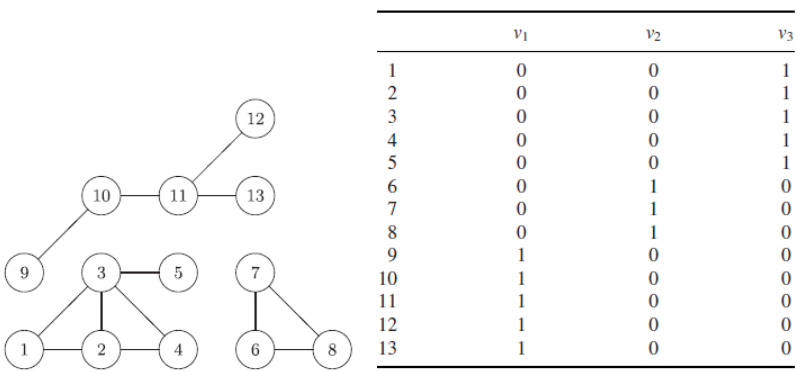 12
10 11 13
9 3 5 7
1 2 4 6 8
v1 v2 v3
1 0 0 1
2 0 0 1
3 0 0 1
4 0 0 1
5 0 0 1
6 0 1 0
7 0 1 0
8 0 1 0
9 1 0 0
10 1 0 0
11 1 0 0
12 1 0 0
13 1 0 0